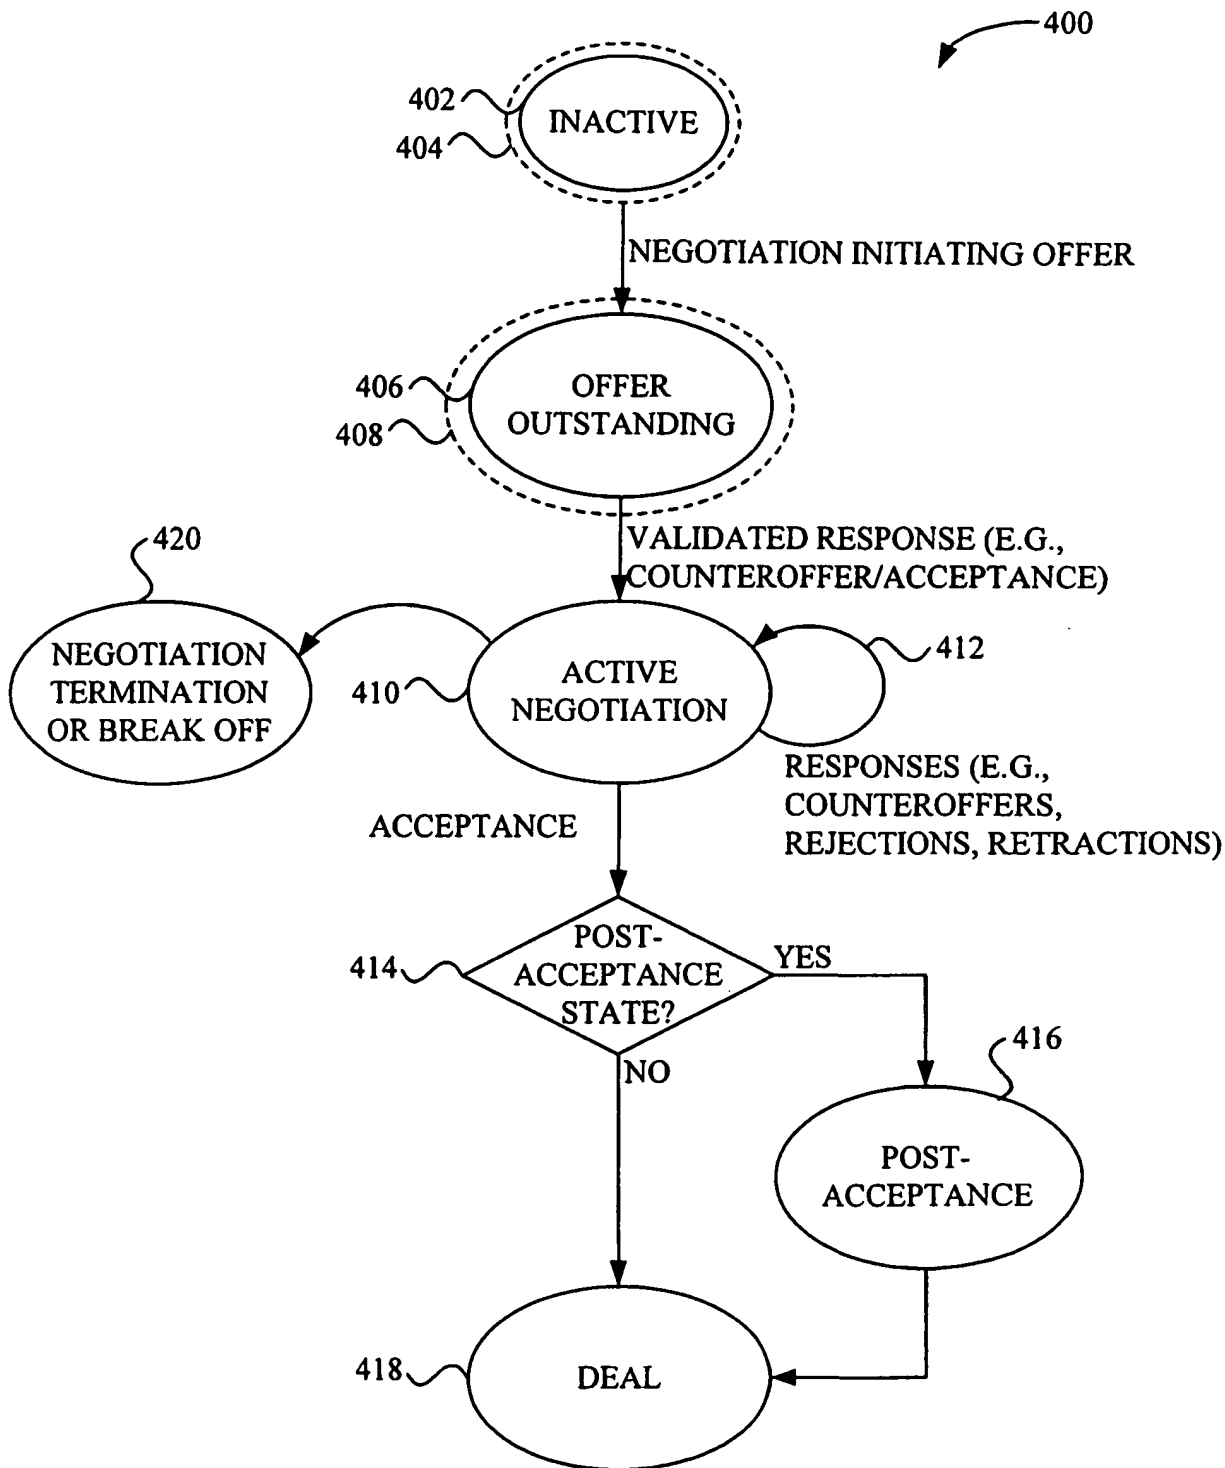 400
402
INACTIVE
404
NEGOTIATION INITIATING OFFER
406
OFFER
OUTSTANDING
408
VALIDATED RESPONSE (E.G.,
COUNTEROFFER/ACCEPTANCE)
420
NEGOTIATION
TERMINATION
OR BREAK OFF
410
ACTIVE
NEGOTIATION
412
RESPONSES (E.G.,
COUNTEROFFERS,
REJECTIONS, RETRACTIONS)
ACCEPTANCE
414
POST-
ACCEPTANCE
STATE?
YES
NO
416
POST-
ACCEPTANCE
418
DEAL